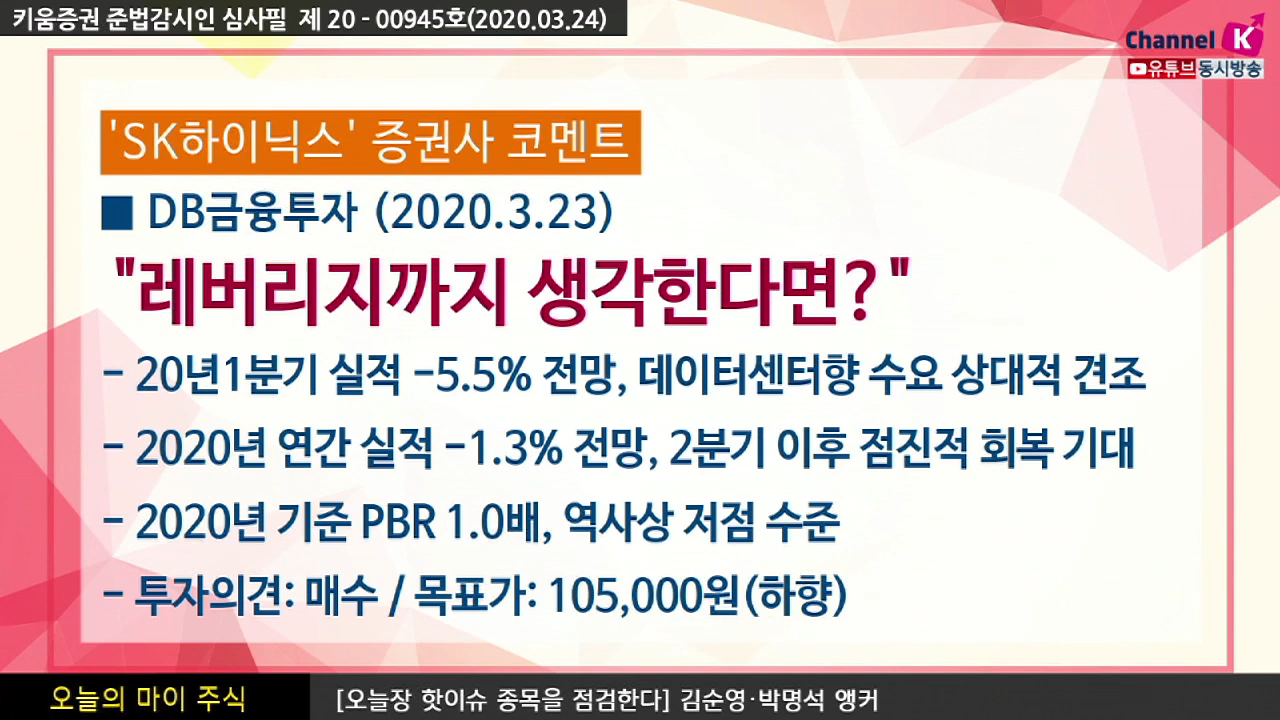 키움증권 준법감시인 심사필 제 20 - 00945호(2020.03.24)
Channel K
유튜브 동시방송
'SK하이닉스' 증권사 코멘트
■ DB금융투자 (2020.3.23)
"레버리지까지 생각한다면?"
- 20년1분기 실적 -5.5% 전망, 데이터센터향 수요 상대적 견조
- 2020년 연간 실적 -1.3% 전망, 2분기 이후 점진적 회복 기대
- 2020년 기준 PBR 1.0배, 역사상 저점 수준
- 투자의견: 매수 / 목표가: 105,000원(하향)
오늘의 마이 주식
[오늘장 핫이슈 종목을 점검한다] 김순영·박명석 앵커